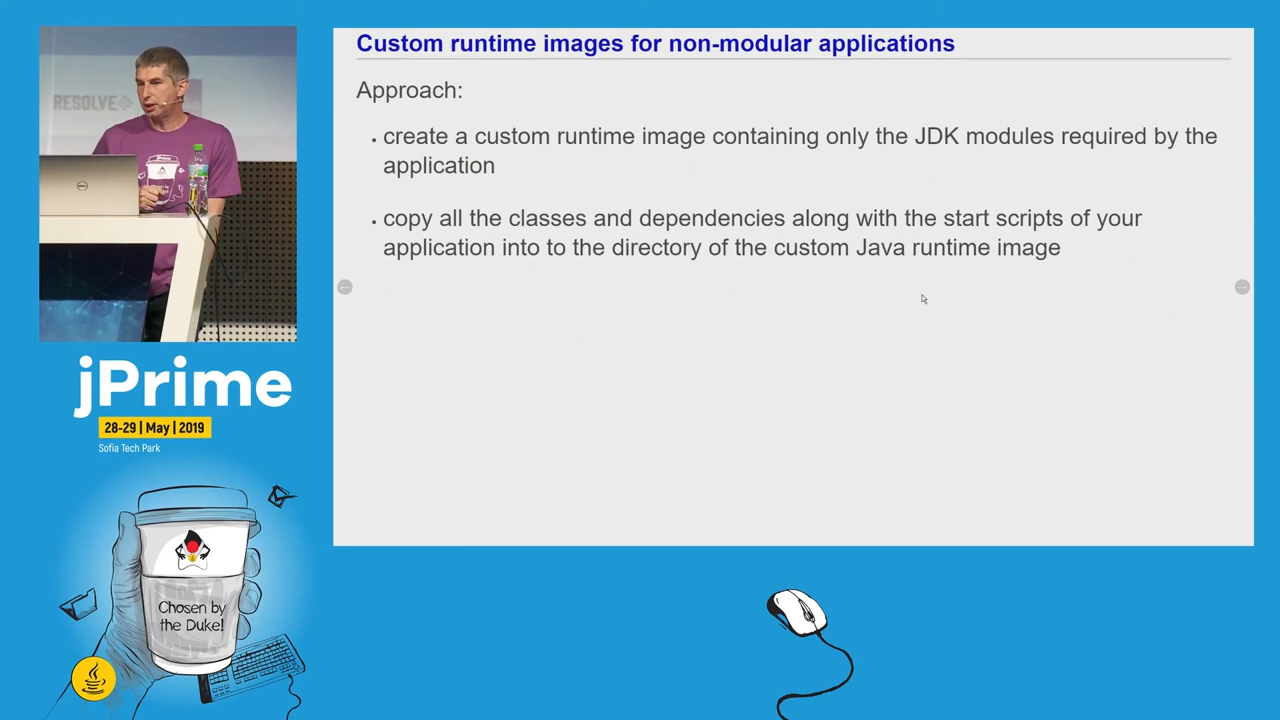 Custom runtime images for non-modular applications
Approach:
• create a custom runtime image containing only the JDK modules required by the
application
• copy all the classes and dependencies along with the start scripts of your
application into to the directory of the custom Java runtime image
RESOLVE
jPrime
DELL
jPrime
28-29 | May | 2019
Sofia Tech Park
Chosen by
the Duke!